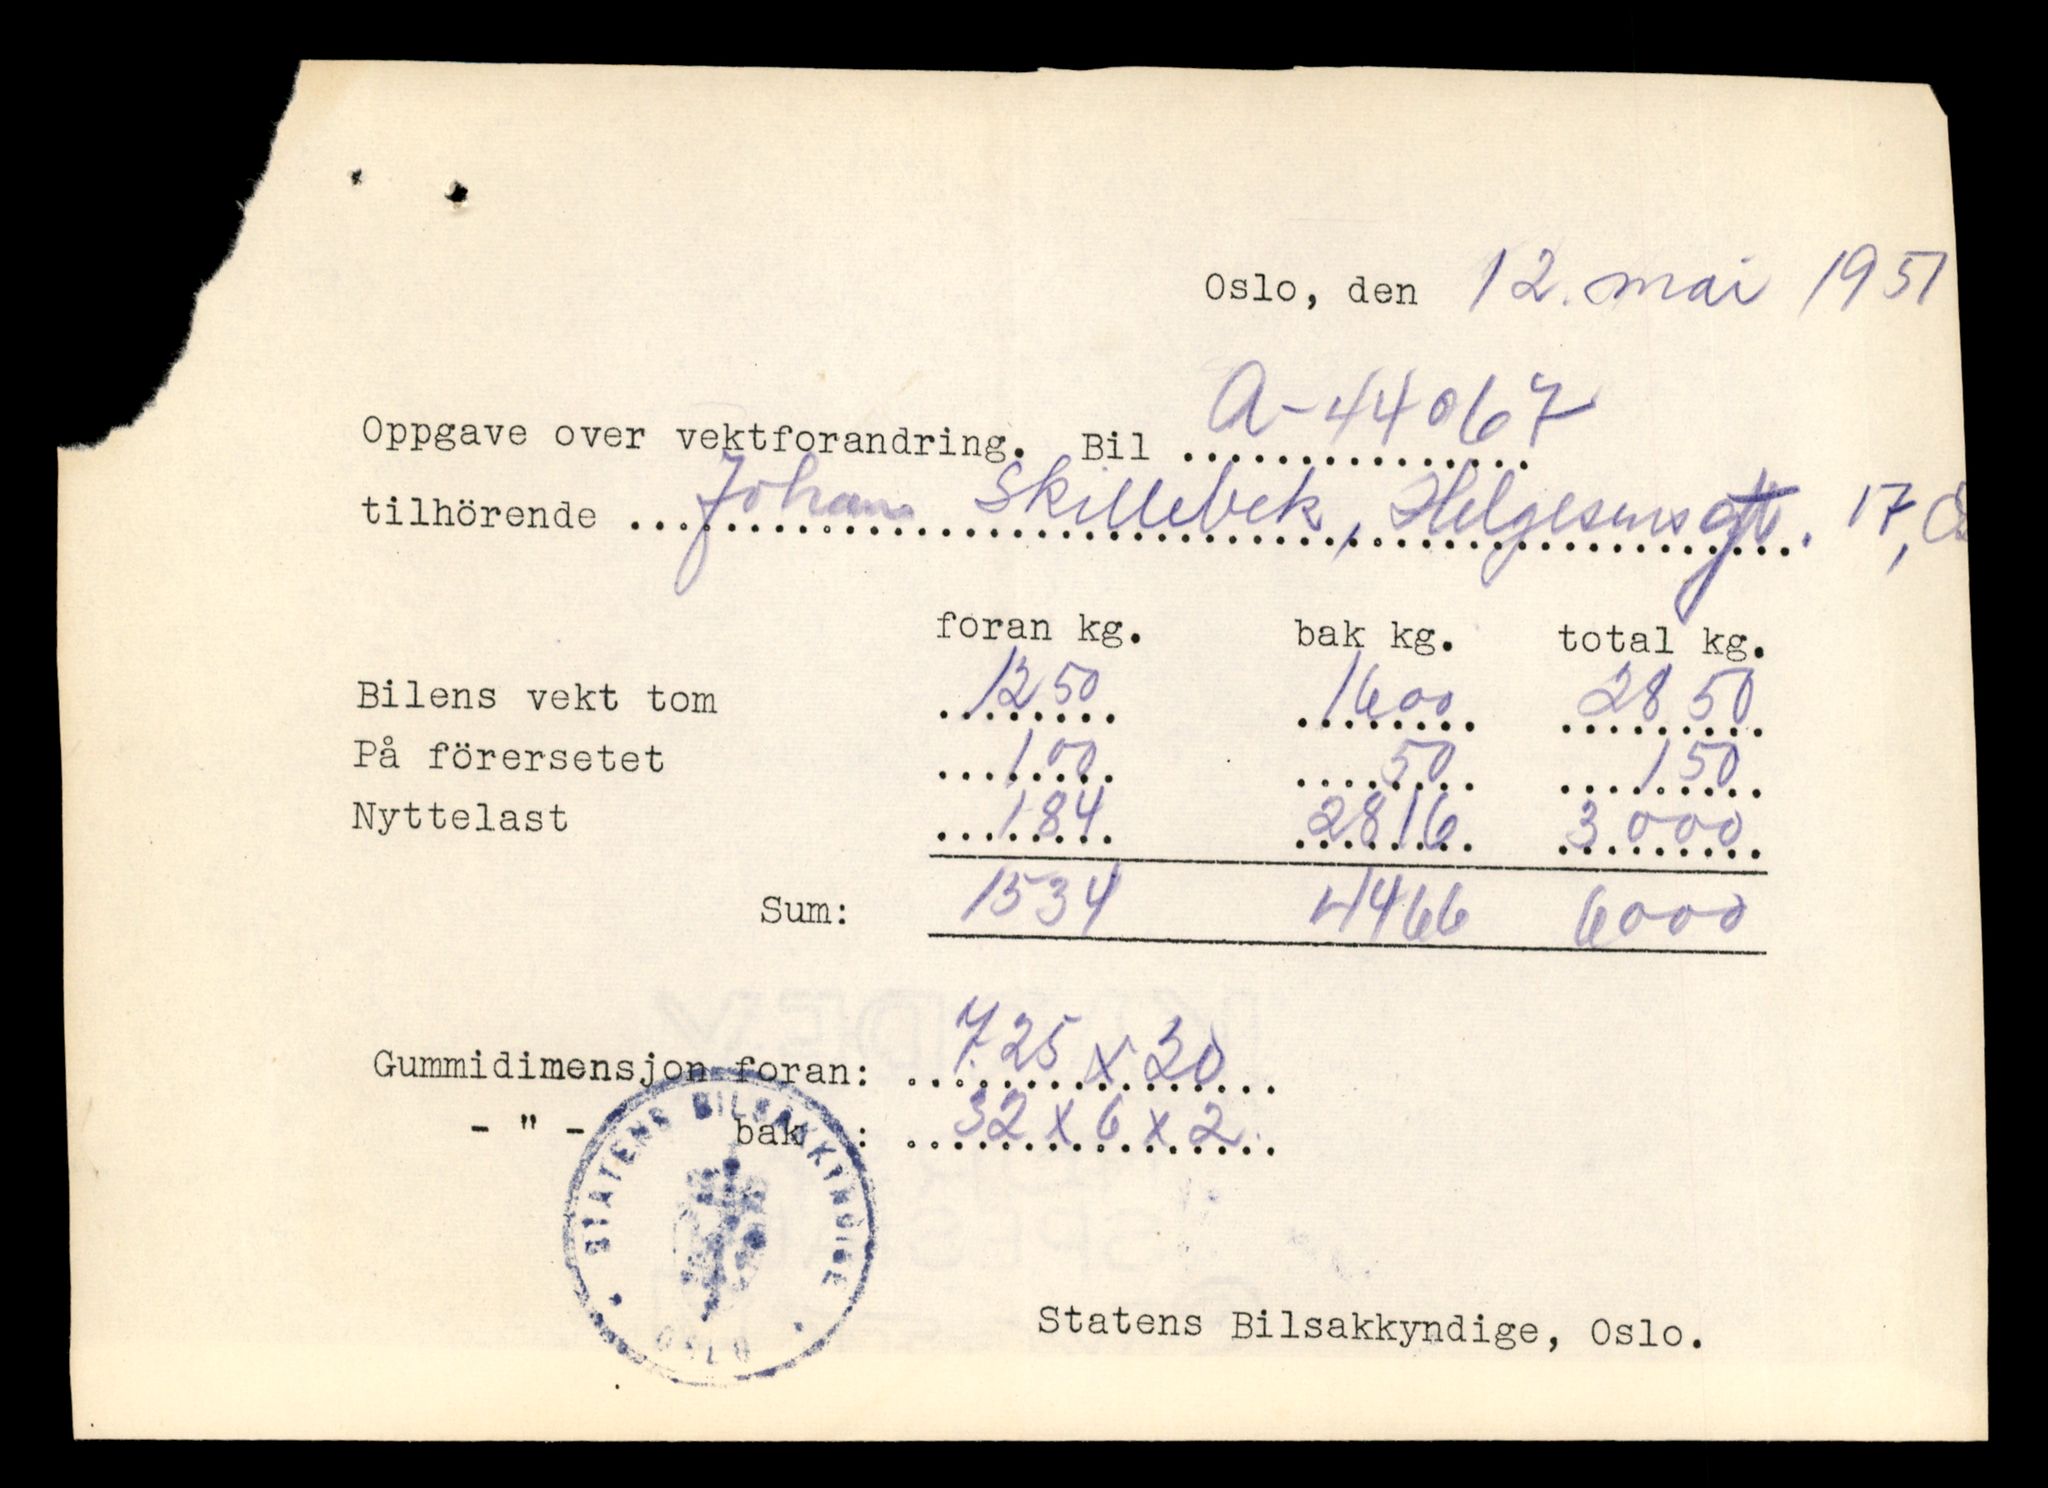 Oslo, den 12. mai 1951
Oppgave over vektforandring. Bil A-44067
tilhörende Johan Skillebek, Helgesensgt. 17,
foran kg. bak kg. total kg.
Bilens vekt tom 1250 1600 2850
På förersetet 100 50 150
Nyttelast 184 2816 3000
Sum: 1534 4466 6000
Gummidimensjon foran: 7.25 x 20
- " - bak : 32 x 6 x 2.
STATENS BILSAKKYNDIGE
OSLO
Statens Bilsakkyndige, Oslo.